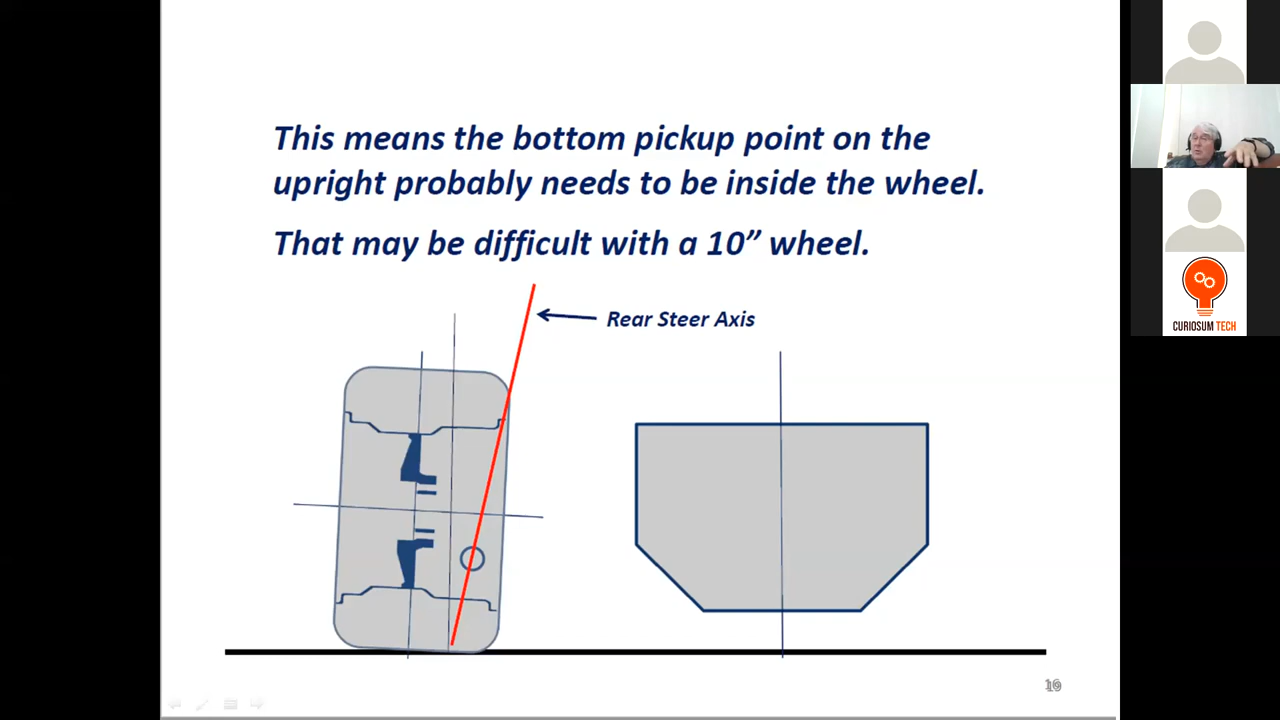 This means the bottom pickup point on the
upright probably needs to be inside the wheel.
That may be difficult with a 10” wheel.
Rear Steer Axis
CURIOSUM TECH